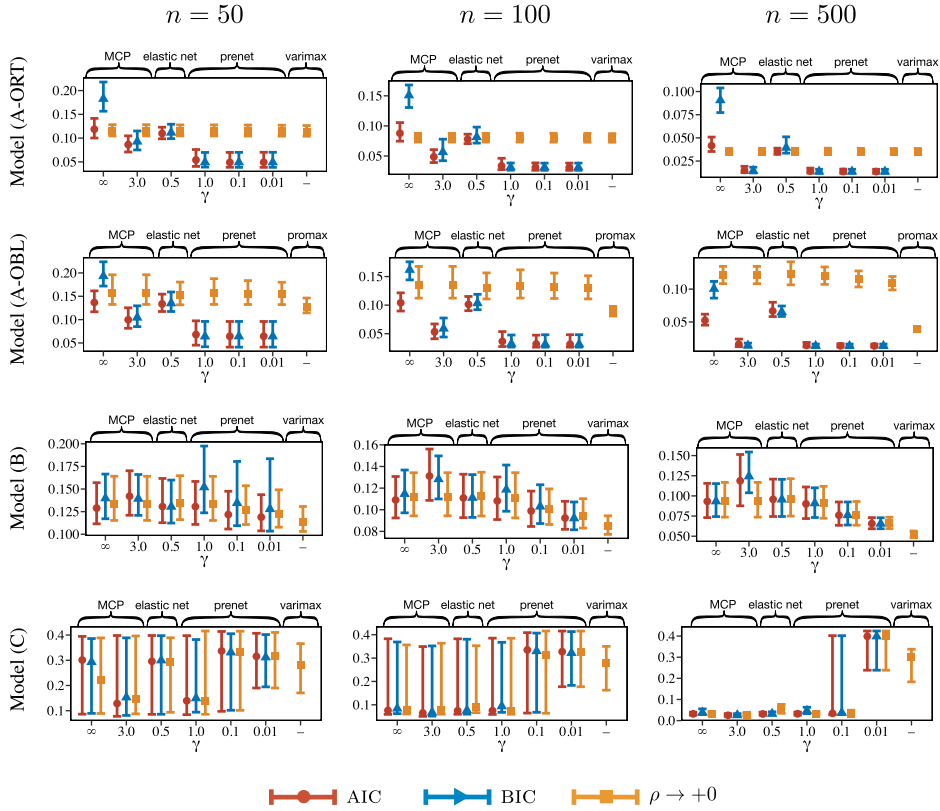 n = 50 n = 100 n = 500
Model (A-ORT)
MCP elastic net prenet varimax
0.20
0.15
0.10
0.05
∞ 3.0 0.5 1.0 0.1 0.01 –
γ
MCP elastic net prenet varimax
0.15
0.10
0.05
∞ 3.0 0.5 1.0 0.1 0.01 –
γ
MCP elastic net prenet varimax
0.100
0.075
0.050
0.025
∞ 3.0 0.5 1.0 0.1 0.01 –
γ
Model (A-OBL)
MCP elastic net prenet promax
0.20
0.15
0.10
0.05
∞ 3.0 0.5 1.0 0.1 0.01 –
γ
MCP elastic net prenet promax
0.15
0.10
0.05
∞ 3.0 0.5 1.0 0.1 0.01 –
γ
MCP elastic net prenet promax
0.10
0.05
∞ 3.0 0.5 1.0 0.1 0.01 –
γ
Model (B)
MCP elastic net prenet varimax
0.200
0.175
0.150
0.125
0.100
∞ 3.0 0.5 1.0 0.1 0.01 –
γ
MCP elastic net prenet varimax
0.16
0.14
0.12
0.10
0.08
∞ 3.0 0.5 1.0 0.1 0.01 –
γ
MCP elastic net prenet varimax
0.150
0.125
0.100
0.075
0.050
∞ 3.0 0.5 1.0 0.1 0.01 –
γ
Model (C)
MCP elastic net prenet varimax
0.4
0.3
0.2
0.1
∞ 3.0 0.5 1.0 0.1 0.01 –
γ
MCP elastic net prenet varimax
0.4
0.3
0.2
0.1
∞ 3.0 0.5 1.0 0.1 0.01 –
γ
MCP elastic net prenet varimax
0.4
0.3
0.2
0.1
0.0
∞ 3.0 0.5 1.0 0.1 0.01 –
γ
AIC BIC ρ → +0